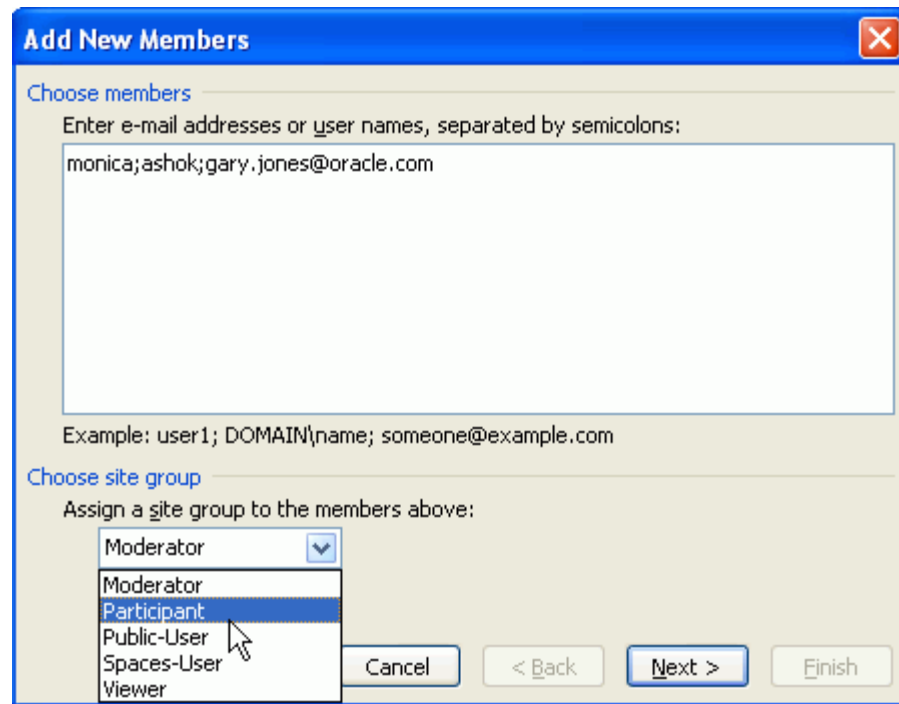 Add New Members
Choose members
Enter e-mail addresses or user names, separated by semicolons:
monica;ashok;gary.jones@oracle.com
Example: user1; DOMAIN\name; someone@example.com
Choose site group
Assign a site group to the members above:
Moderator
Moderator
Participant
Public-User
Spaces-User
Viewer
Cancel < Back Next > Finish